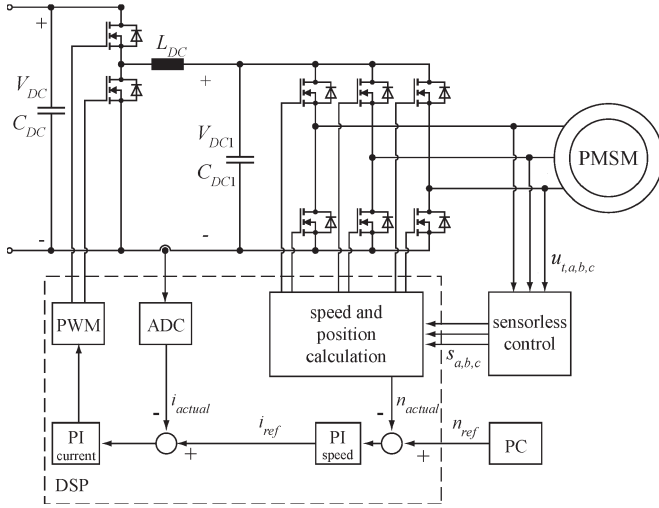 +
L_DC
+
V_DC
C_DC
V_DC1
C_DC1
PMSM
-
-
u_t,a,b,c
PWM
ADC
speed and
position
calculation
sensorless
control
s_a,b,c
i_actual
n_actual
-
-
i_ref
n_ref
PI
current
+
PI
speed
+
PC
DSP